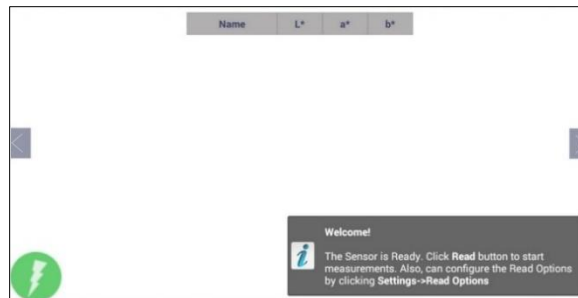 Name L* a* b*
Welcome!
The Sensor is Ready. Click Read button to start
measurements. Also, can configure the Read Options
by clicking Settings->Read Options